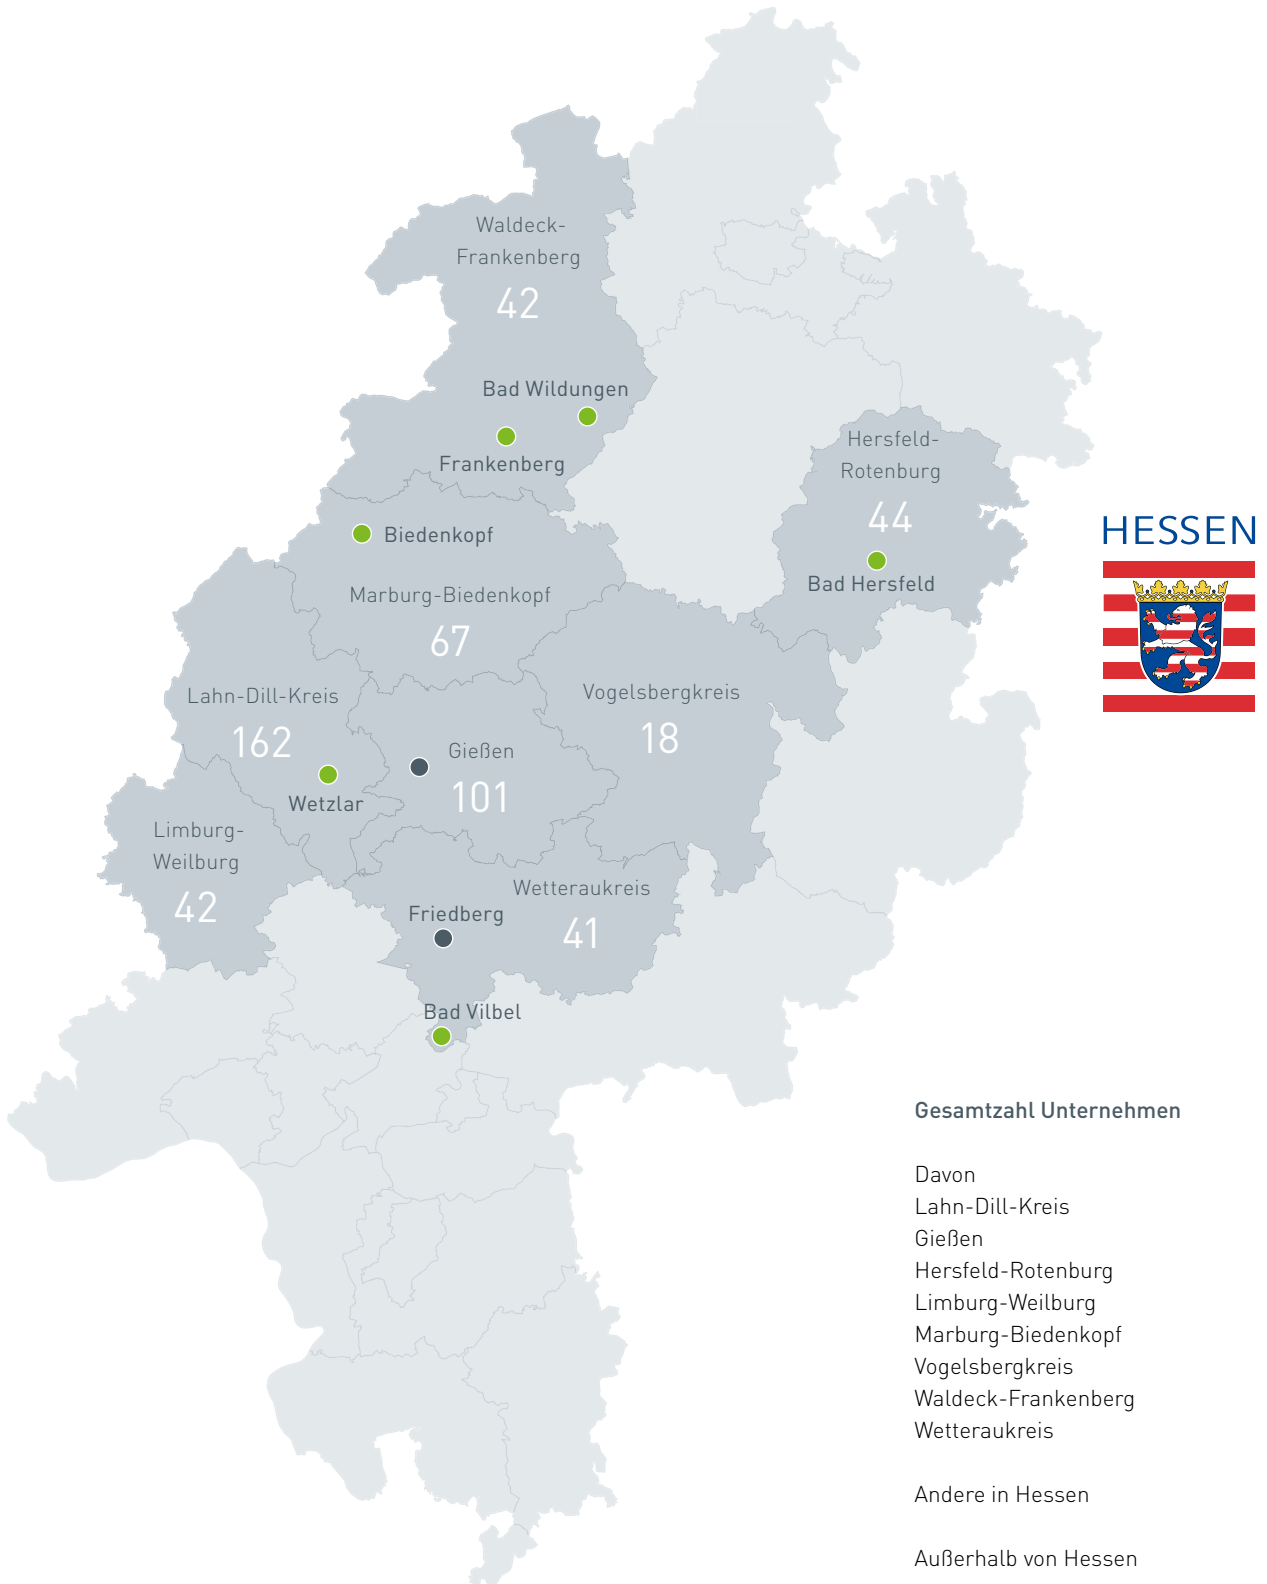 Waldeck-
Frankenberg
42
Bad Wildungen
Frankenberg
Hersfeld-
Rotenburg
44
Bad Hersfeld
HESSEN
Biedenkopf
Marburg-Biedenkopf
67
Lahn-Dill-Kreis
162
Wetzlar
Gießen
101
Vogelsbergkreis
18
Limburg-
Weilburg
42
Wetteraukreis
41
Friedberg
Bad Vilbel
Gesamtzahl Unternehmen
Davon
Lahn-Dill-Kreis
Gießen
Hersfeld-Rotenburg
Limburg-Weilburg
Marburg-Biedenkopf
Vogelsbergkreis
Waldeck-Frankenberg
Wetteraukreis
Andere in Hessen
Außerhalb von Hessen